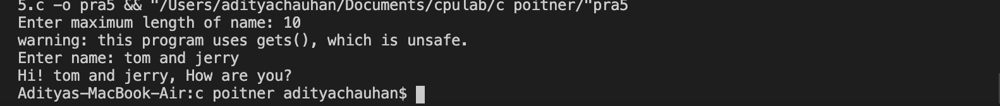 5.c -o pra5 && "/Users/adityachauhan/Documents/cpulab/c poitner/"pra5
Enter maximum length of name: 10
warning: this program uses gets(), which is unsafe.
Enter name: tom and jerry
Hi! tom and jerry, How are you?
Adityas-MacBook-Air:c poitner adityachauhan$